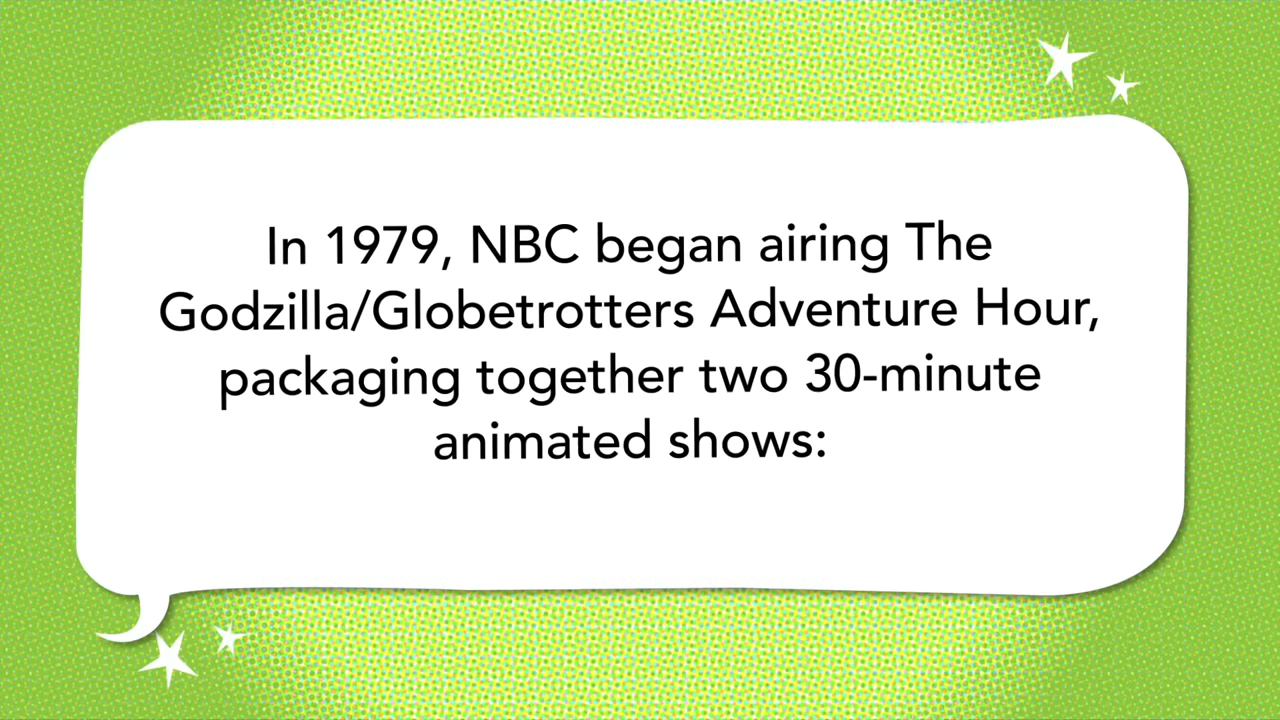 In 1979, NBC began airing The
Godzilla/Globetrotters Adventure Hour,
packaging together two 30-minute
animated shows: